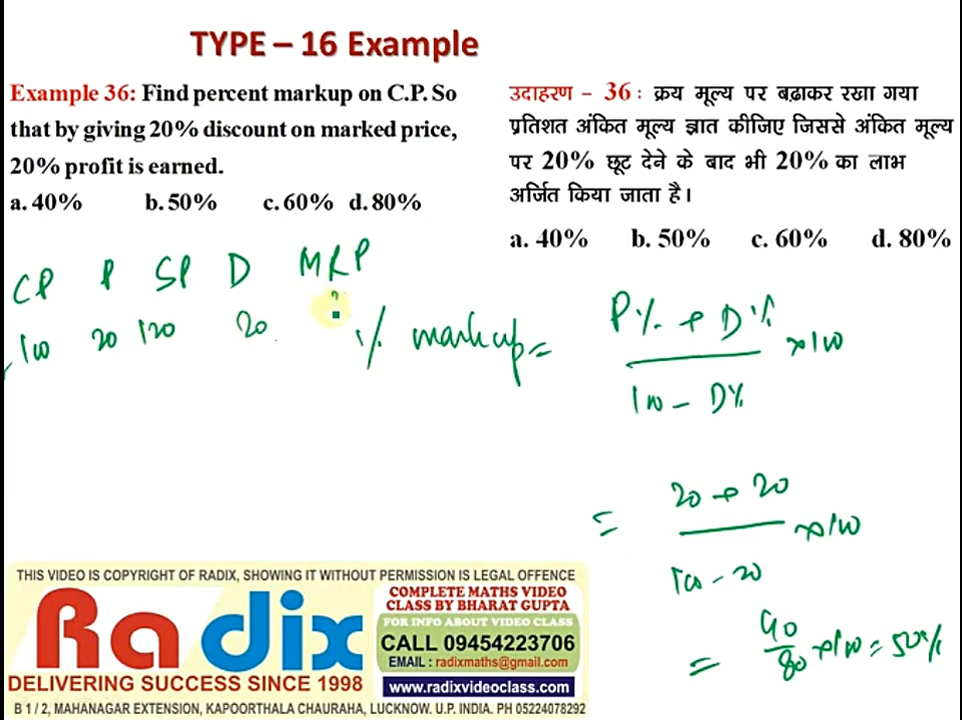 TYPE – 16 Example
Example 36: Find percent markup on C.P. So
that by giving 20% discount on marked price,
20% profit is earned.
a. 40% b. 50% c. 60% d. 80%
उदाहरण – 36 : क्रय मूल्य पर बढ़ाकर रखा गया
प्रतिशत अंकित मूल्य ज्ञात कीजिए जिससे अंकित मूल्य
पर 20% छूट देने के बाद भी 20% का लाभ
अर्जित किया जाता है।
a. 40% b. 50% c. 60% d. 80%
CP P SP D MRP
100 20 120 20 ?
% markup = P% + D% / 100 - D% × 100
= 20 + 20 / 100 - 20 × 100
= 40 / 80 × 100 = 50%
THIS VIDEO IS COPYRIGHT OF RADIX, SHOWING IT WITHOUT PERMISSION IS LEGAL OFFENCE
Radix
DELIVERING SUCCESS SINCE 1998
COMPLETE MATHS VIDEO
CLASS BY BHARAT GUPTA
FOR INFO ABOUT VIDEO CLASS
CALL 09454223706
EMAIL : radixmaths@gmail.com
www.radixvideoclass.com
B 1 / 2, MAHANAGAR EXTENSION, KAPOORTHALA CHAURAHA, LUCKNOW. U.P. INDIA. PH 05224078292